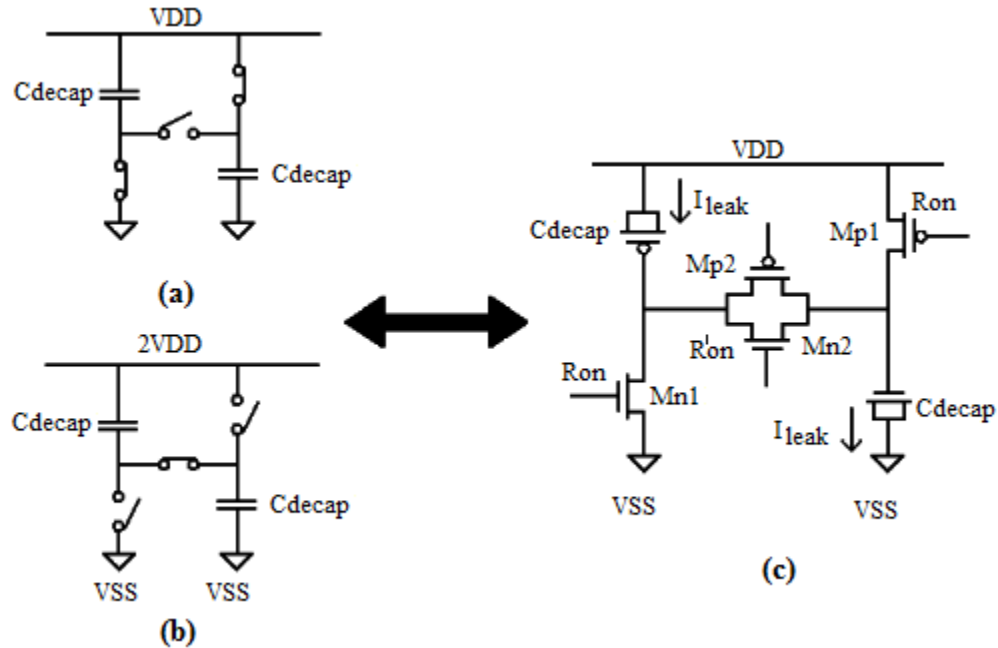 VDD
Cdecap
Cdecap
(a)
2VDD
Cdecap
Cdecap
VSS VSS
(b)
VDD
Ileak
Ron
Cdecap
Mp1
Mp2
R'on
Mn2
Ron
Mn1
Cdecap
Ileak
VSS VSS
(c)